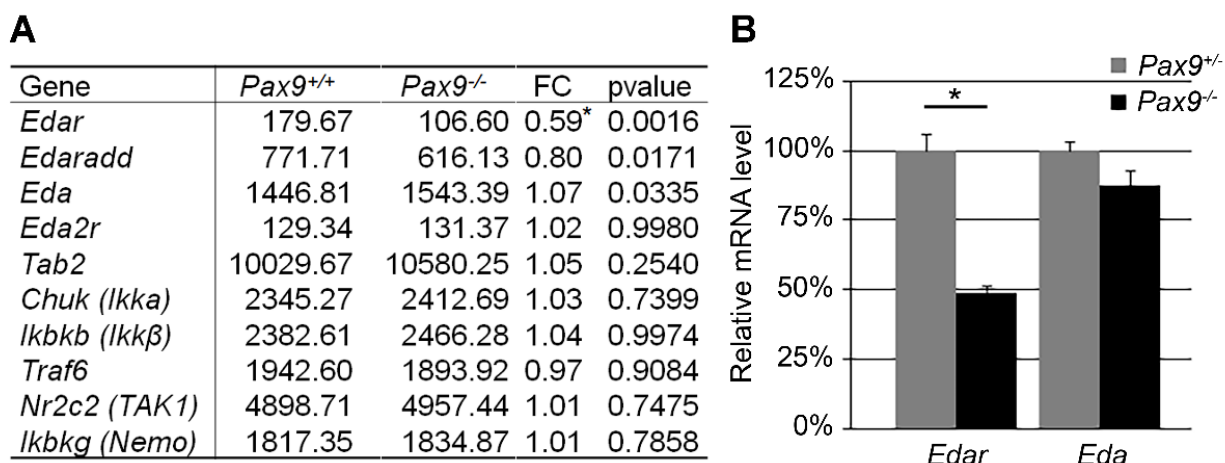 A
Gene Pax9+/+ Pax9-/- FC pvalue
Edar 179.67 106.60 0.59* 0.0016
Edaradd 771.71 616.13 0.80 0.0171
Eda 1446.81 1543.39 1.07 0.0335
Eda2r 129.34 131.37 1.02 0.9980
Tab2 10029.67 10580.25 1.05 0.2540
Chuk (Ikka) 2345.27 2412.69 1.03 0.7399
Ikbkb (Ikkβ) 2382.61 2466.28 1.04 0.9974
Traf6 1942.60 1893.92 0.97 0.9084
Nr2c2 (TAK1) 4898.71 4957.44 1.01 0.7475
Ikbkg (Nemo) 1817.35 1834.87 1.01 0.7858
B
Pax9+/-
Pax9-/-
Relative mRNA level
125%
100%
75%
50%
25%
0%
*
Edar Eda